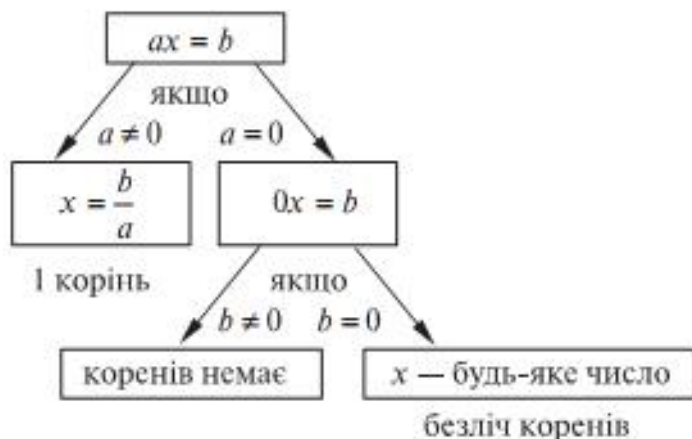 ax = b
якщо
a ≠ 0 a = 0
x = b/a
0x = b
1 корінь
якщо
b ≠ 0 b = 0
коренів немає
x — будь-яке число
безліч коренів